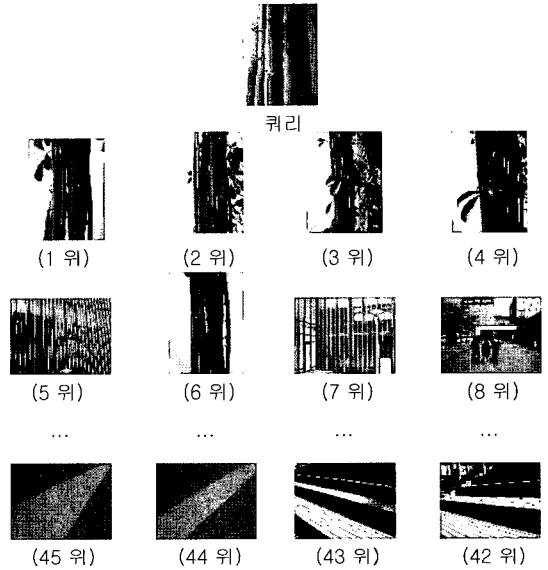 쿼리
(1 위) (2 위) (3 위) (4 위)
(5 위) (6 위) (7 위) (8 위)
... ... ... ...
(45 위) (44 위) (43 위) (42 위)